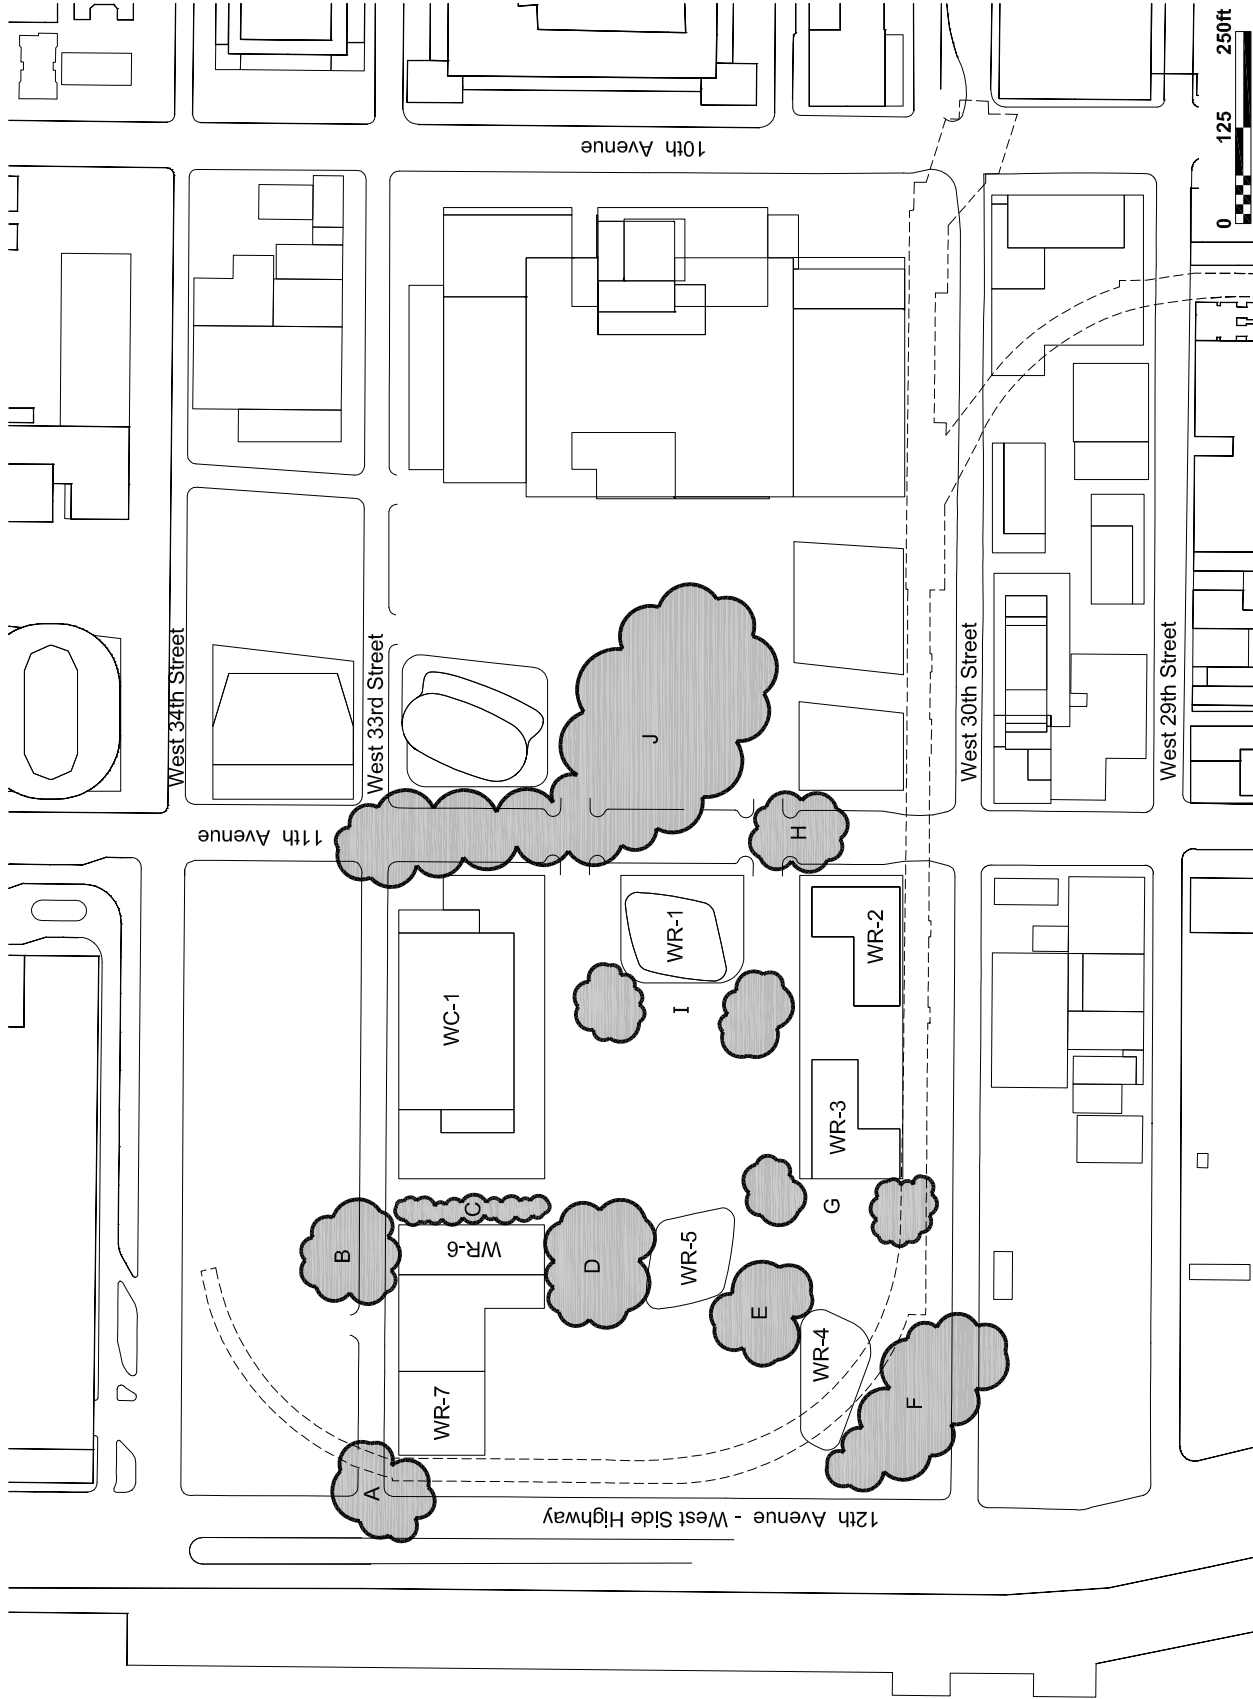 10th Avenue
250ft
125
0
West 34th Street
West 33rd Street
West 30th Street
West 29th Street
11th Avenue
J
H
WC-1
WR-1
WR-2
I
WR-3
B
C
WR-6
D
WR-5
G
E
WR-4
WR-7
F
A
12th Avenue - West Side Highway